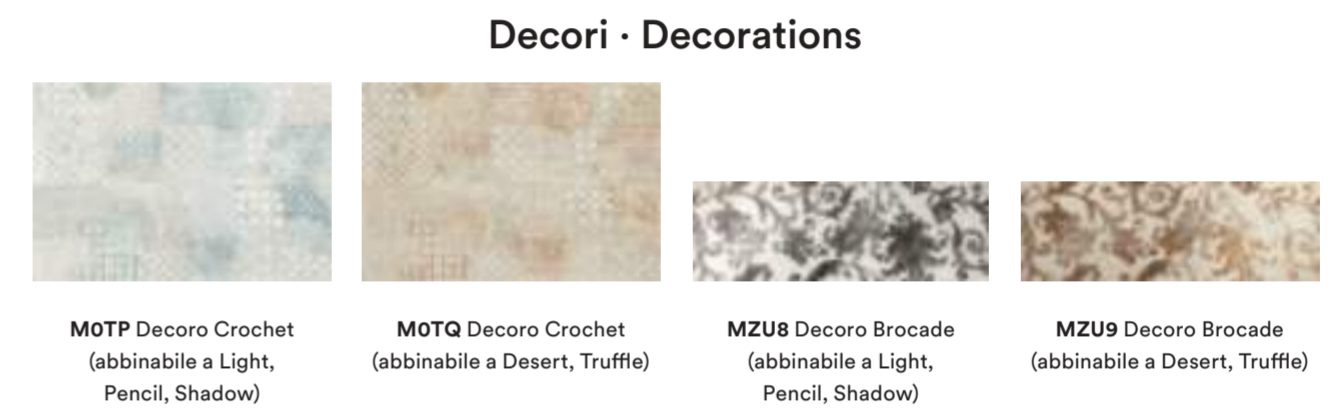 Decori · Decorations
M0TP Decoro Crochet
(abbinabile a Light,
Pencil, Shadow)
M0TQ Decoro Crochet
(abbinabile a Desert, Truffle)
MZU8 Decoro Brocade
(abbinabile a Light,
Pencil, Shadow)
MZU9 Decoro Brocade
(abbinabile a Desert, Truffle)